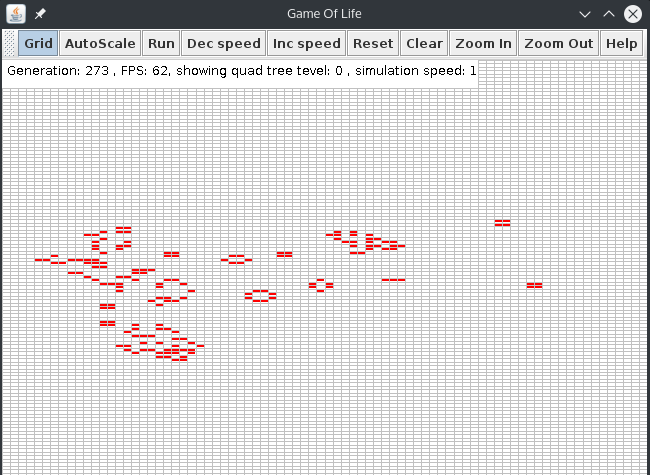 Game Of Life
Grid AutoScale Run Dec speed Inc speed Reset Clear Zoom In Zoom Out Help
Generation: 273 , FPS: 62, showing quad tree tevel: 0 , simulation speed: 1